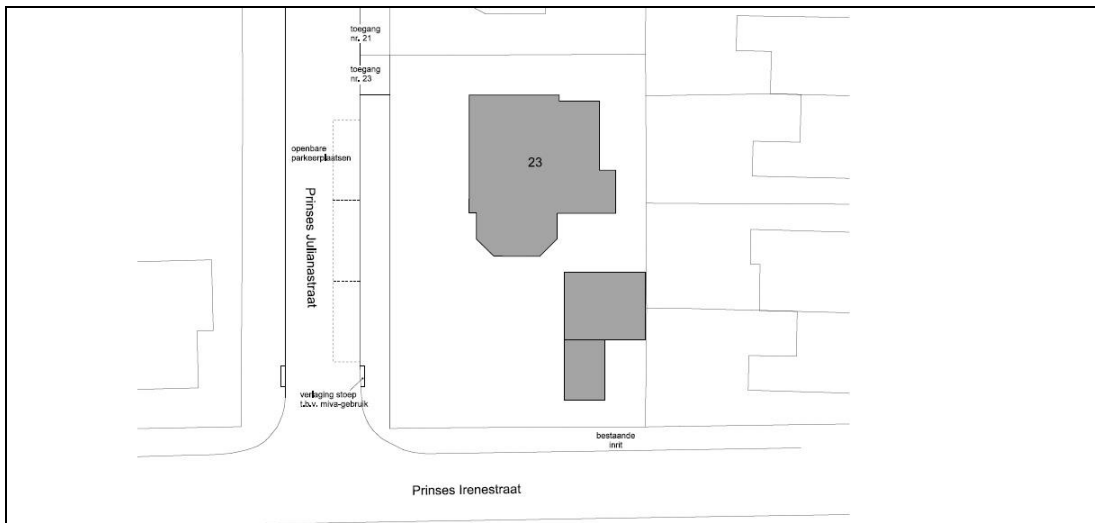 toegang
nr. 21
toegang
nr. 23
openbare
parkeerplaatsen
23
Prinses Julianastraat
verlaging stoep
t.b.v. miva-gebruik
bestaande
inrit
Prinses Irenestraat